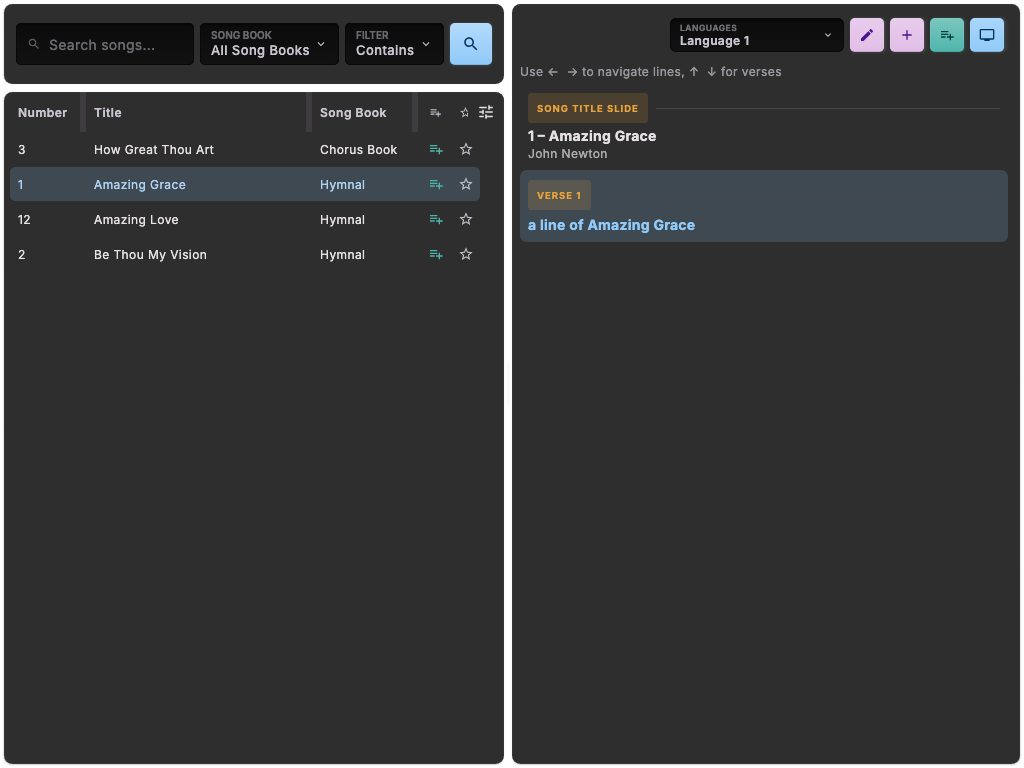 Search songs...
SONG BOOK
All Song Books
FILTER
Contains
Number Title Song Book
3 How Great Thou Art Chorus Book
1 Amazing Grace Hymnal
12 Amazing Love Hymnal
2 Be Thou My Vision Hymnal
LANGUAGES
Language 1
Use ← → to navigate lines, ↑ ↓ for verses
SONG TITLE SLIDE
1 – Amazing Grace
John Newton
VERSE 1
a line of Amazing Grace